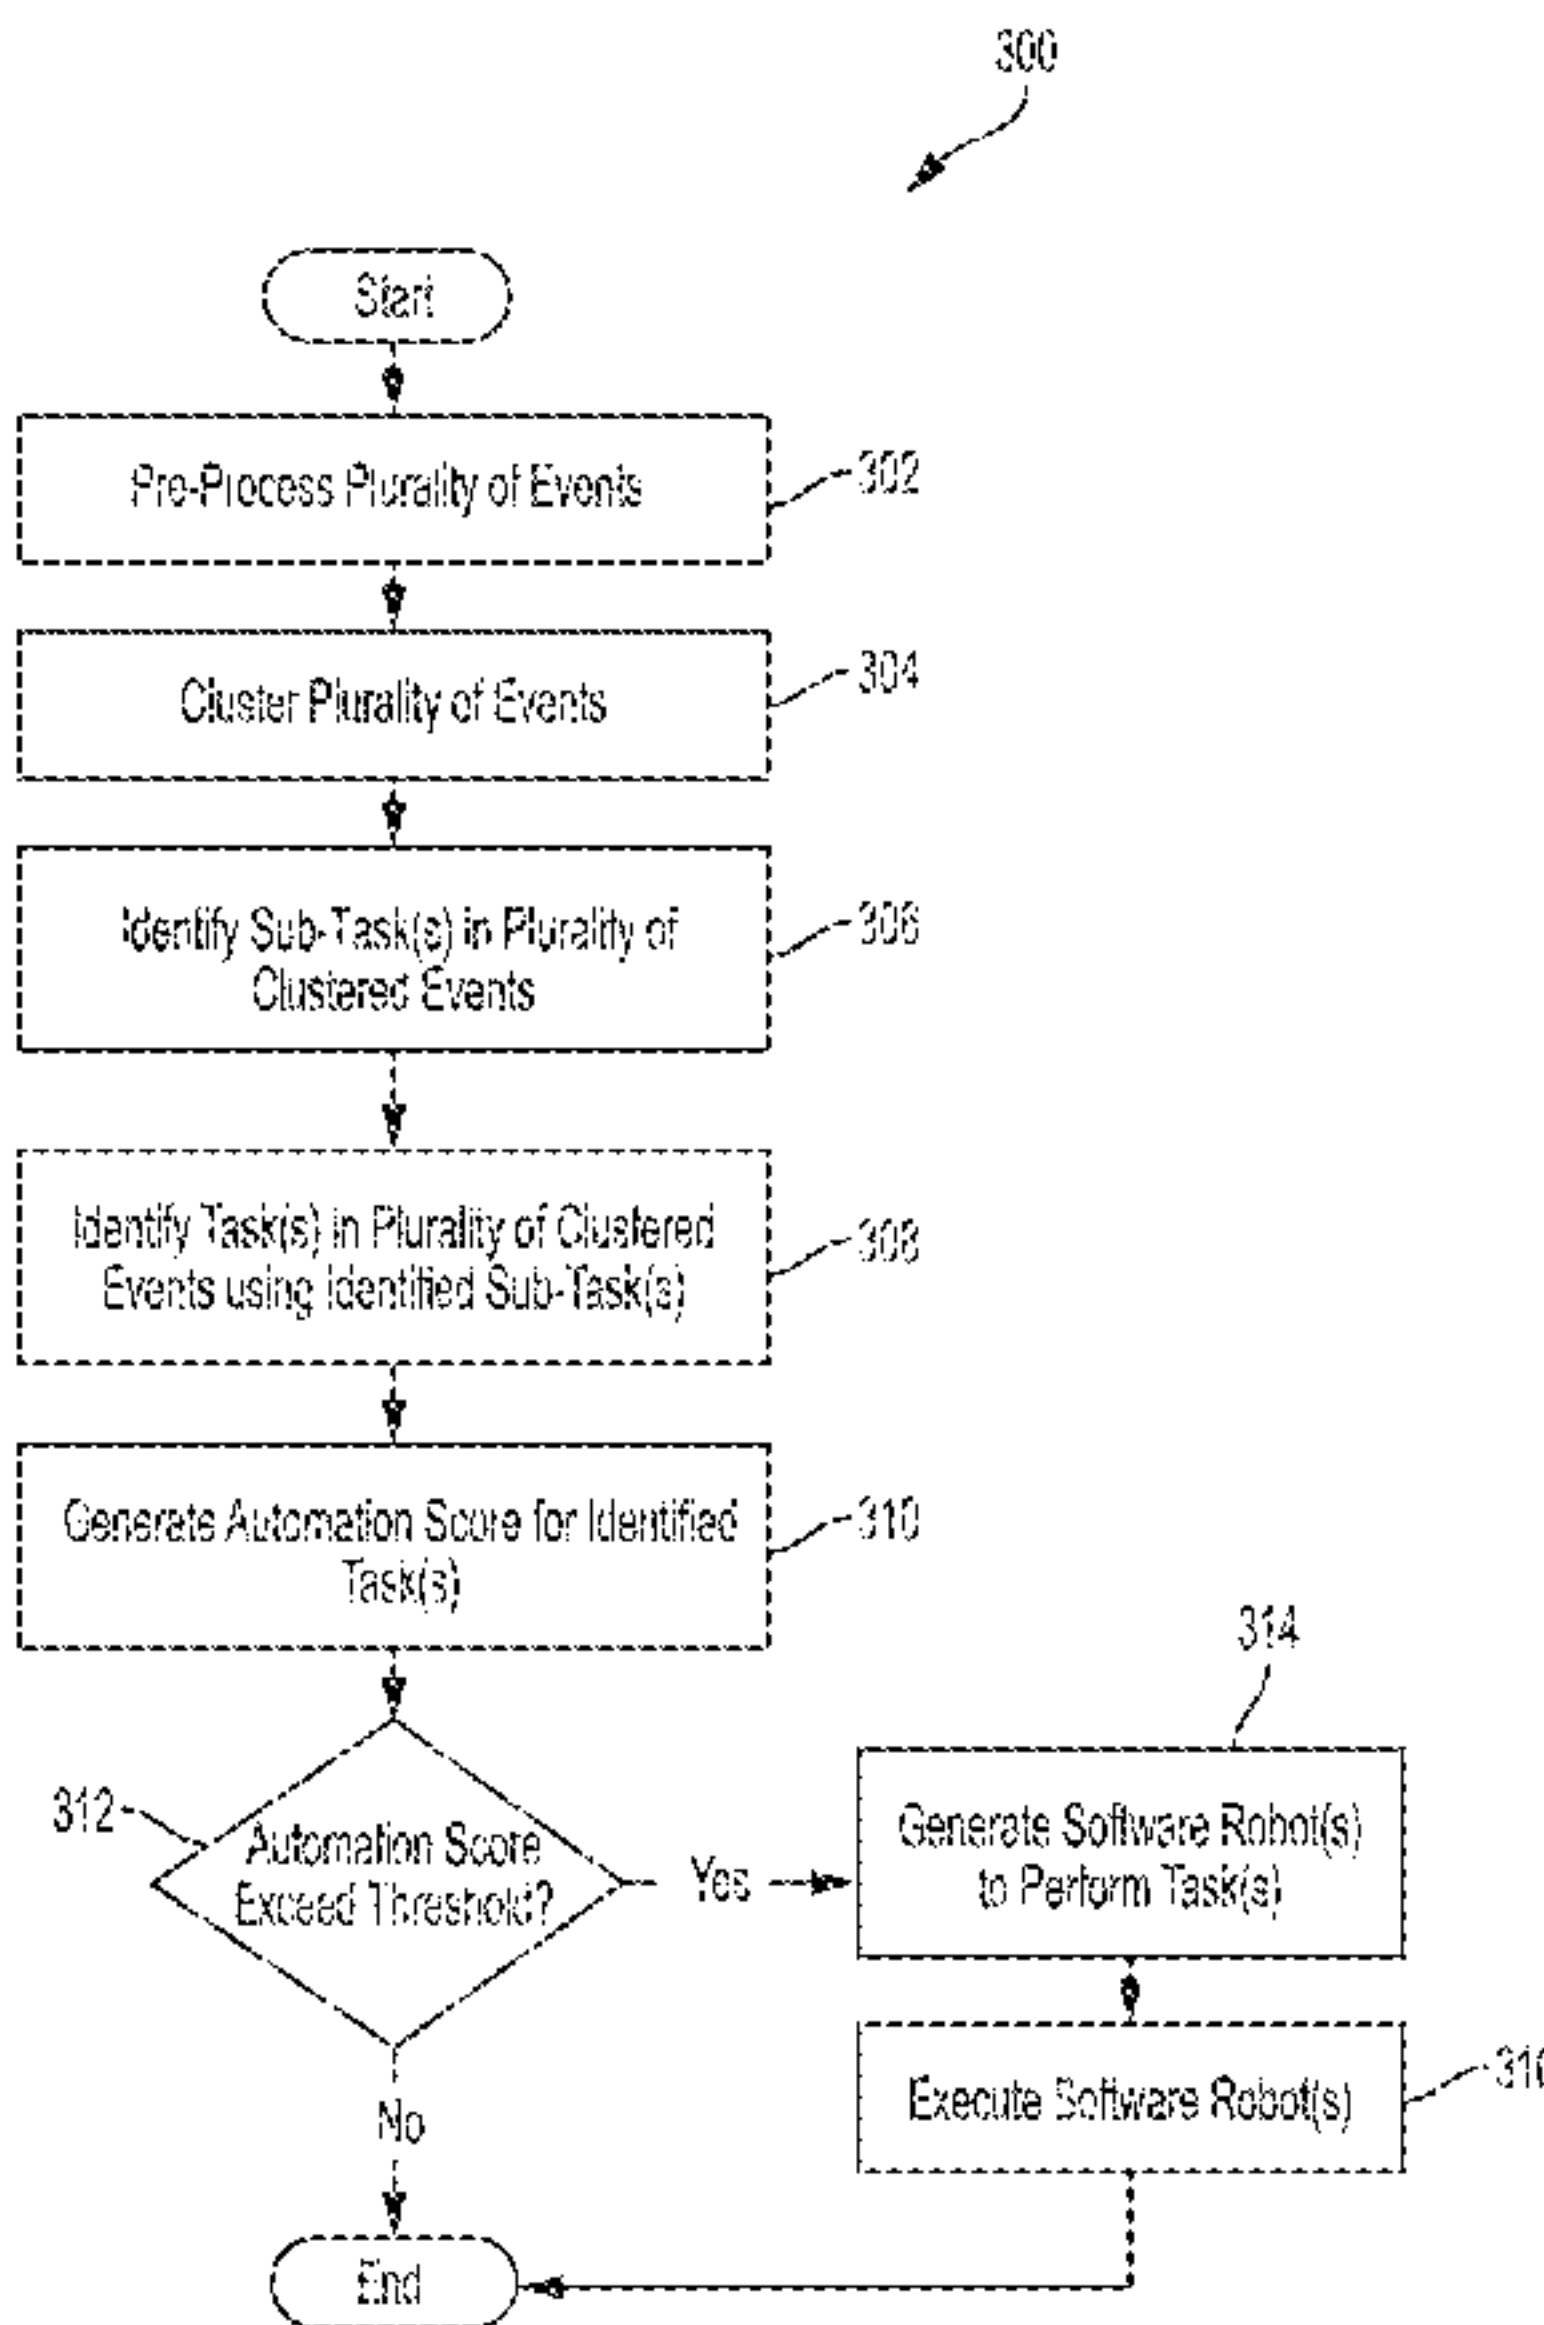 300
Start
Pre-Process Plurality of Events
302
Cluster Plurality of Events
304
Identify Sub-Task(s) in Plurality of
Clustered Events
306
Identify Task(s) in Plurality of Clustered
Events using Identified Sub-Task(s)
308
Generate Automation Score for Identified
Task(s)
310
312
Automation Score
Exceed Threshold?
Yes
314
Generate Software Robot(s)
to Perform Task(s)
Execute Software Robot(s)
No
End